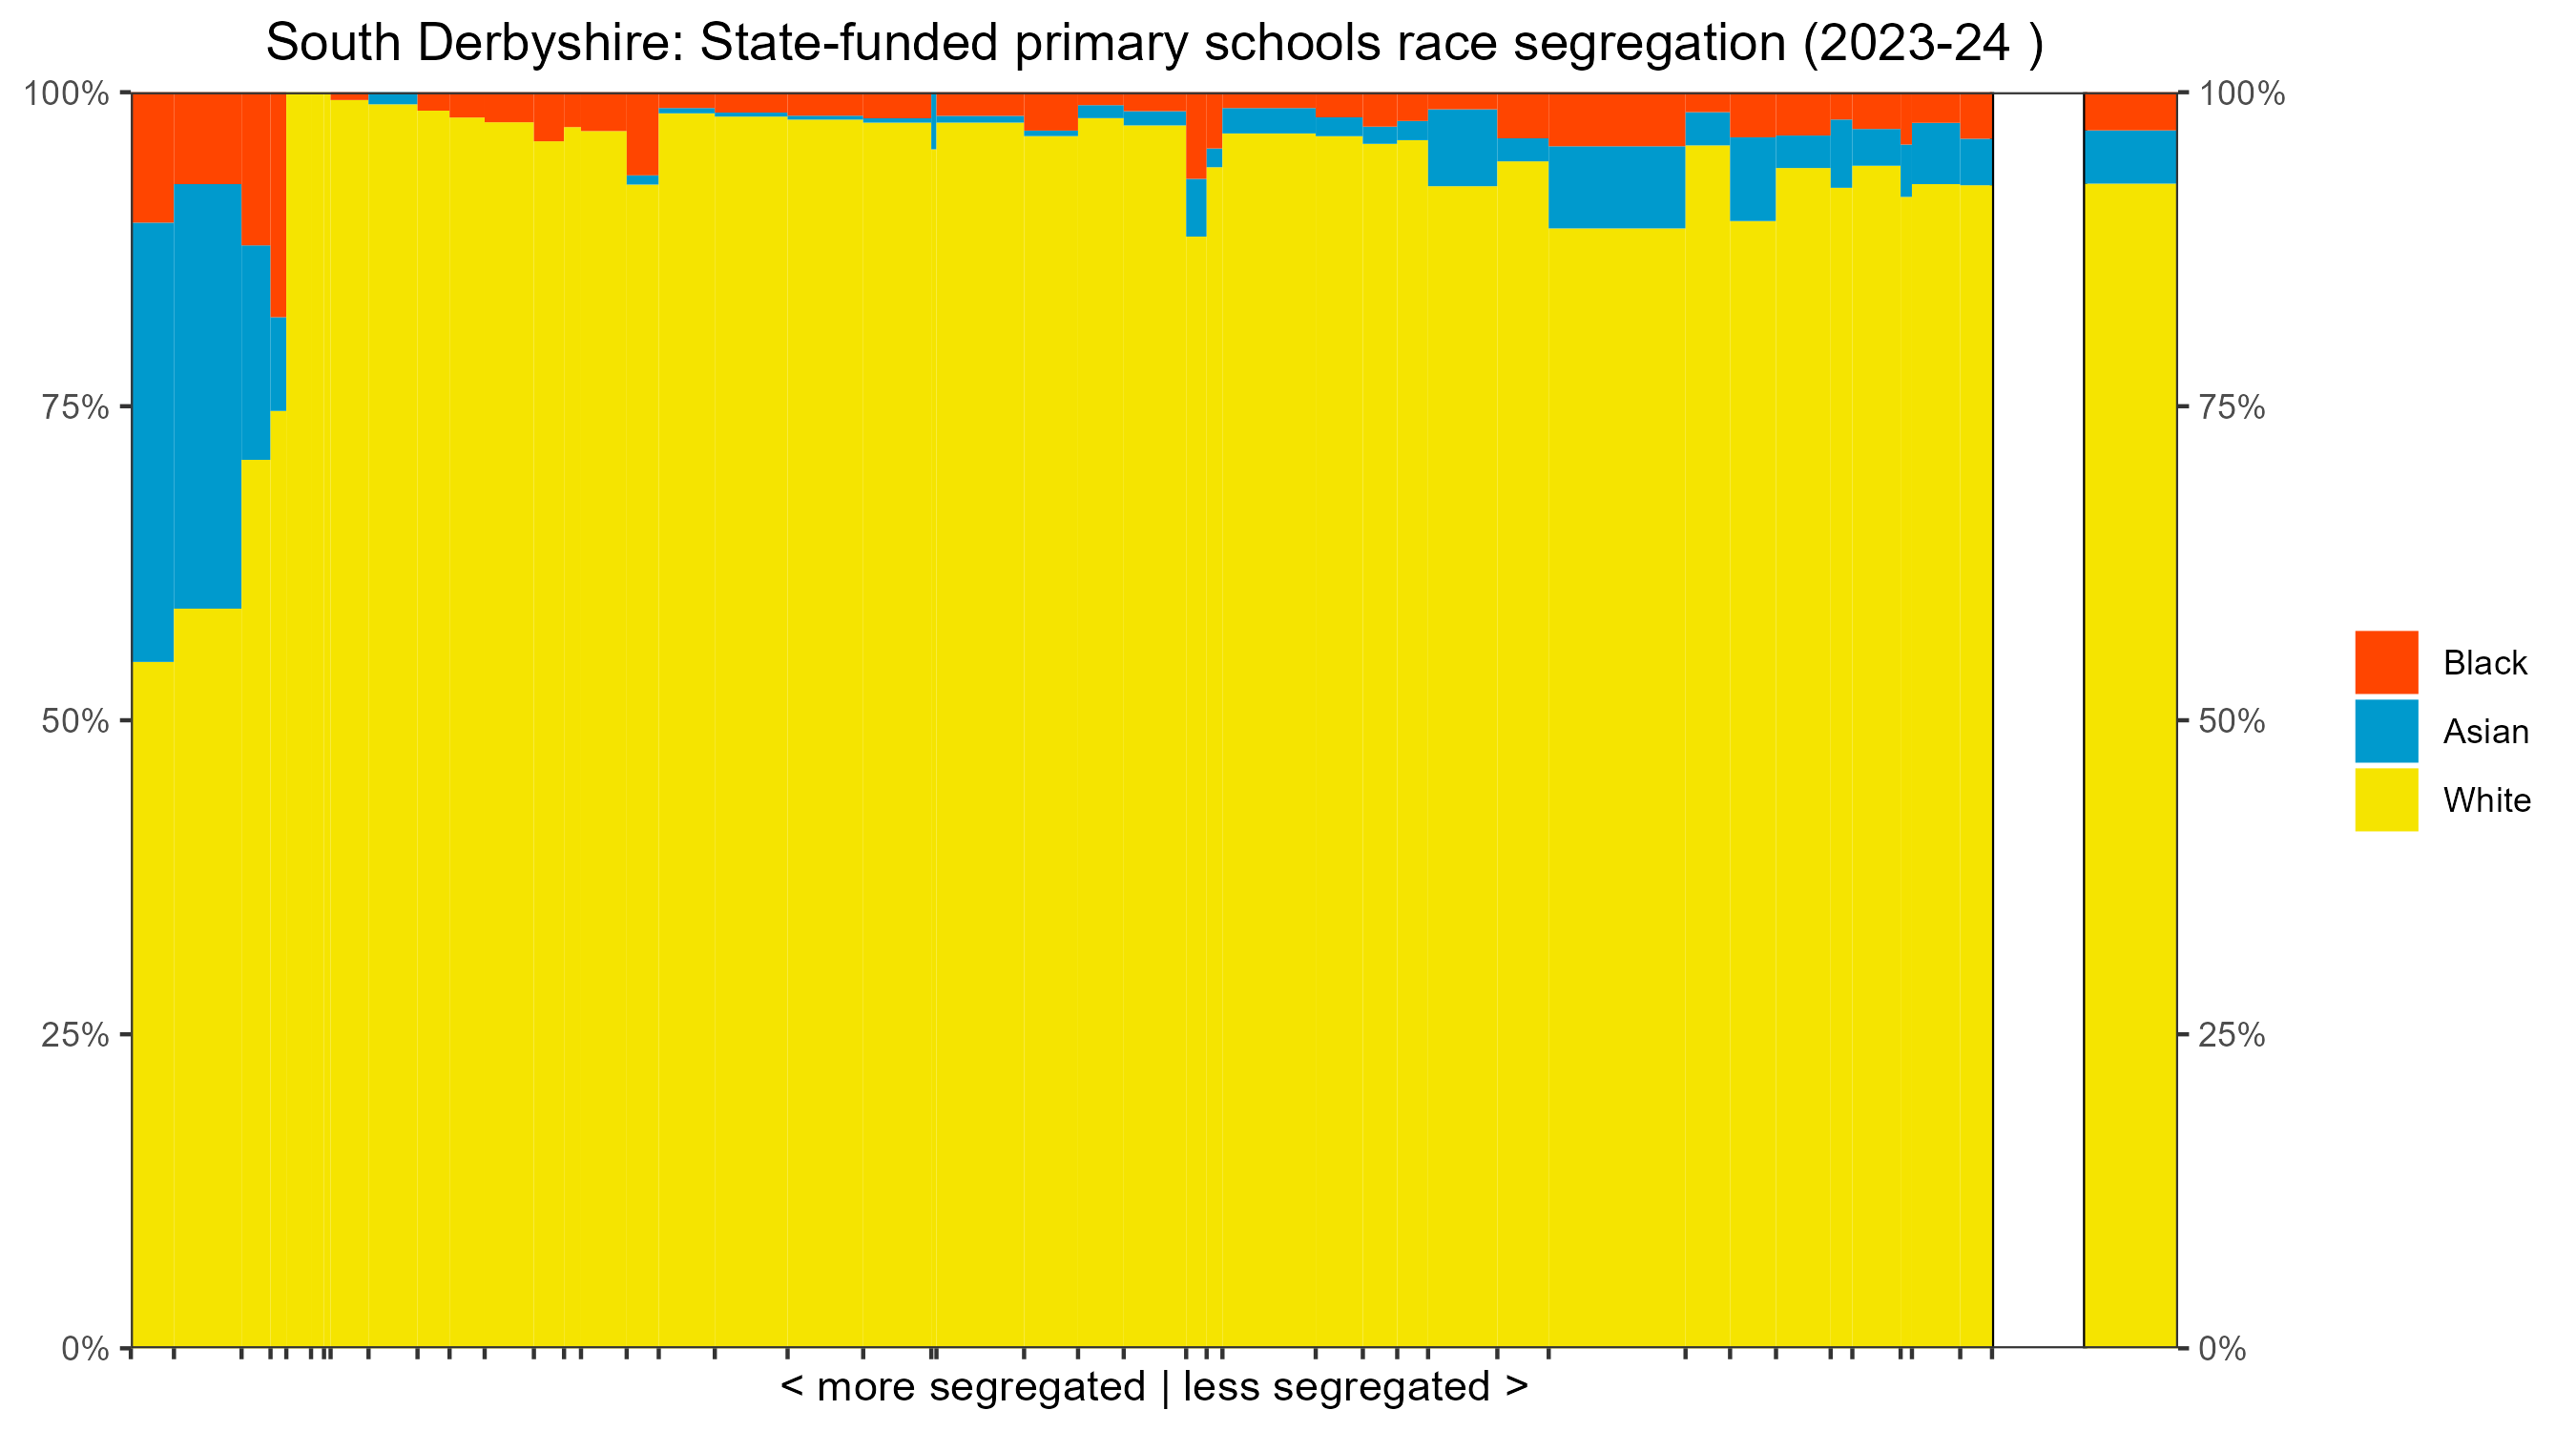 South Derbyshire: State-funded primary schools race segregation (2023-24 )
100%
75%
50%
25%
0%
100%
75%
50%
25%
0%
Black
Asian
White
< more segregated | less segregated >